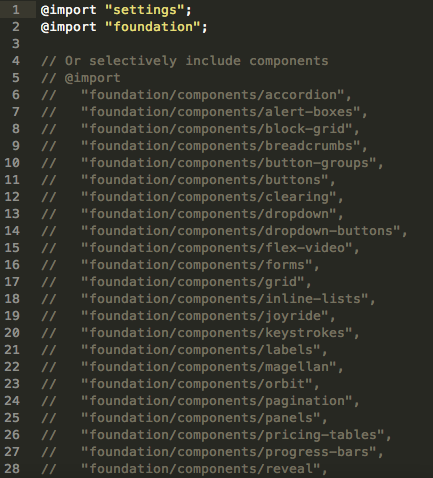 1 @import "settings";
2 @import "foundation";
3
4 // Or selectively include components
5 // @import
6 //   "foundation/components/accordion",
7 //   "foundation/components/alert-boxes",
8 //   "foundation/components/block-grid",
9 //   "foundation/components/breadcrumbs",
10 //   "foundation/components/button-groups",
11 //   "foundation/components/buttons",
12 //   "foundation/components/clearing",
13 //   "foundation/components/dropdown",
14 //   "foundation/components/dropdown-buttons",
15 //   "foundation/components/flex-video",
16 //   "foundation/components/forms",
17 //   "foundation/components/grid",
18 //   "foundation/components/inline-lists",
19 //   "foundation/components/joyride",
20 //   "foundation/components/keystrokes",
21 //   "foundation/components/labels",
22 //   "foundation/components/magellan",
23 //   "foundation/components/orbit",
24 //   "foundation/components/pagination",
25 //   "foundation/components/panels",
26 //   "foundation/components/pricing-tables",
27 //   "foundation/components/progress-bars",
28 //   "foundation/components/reveal",